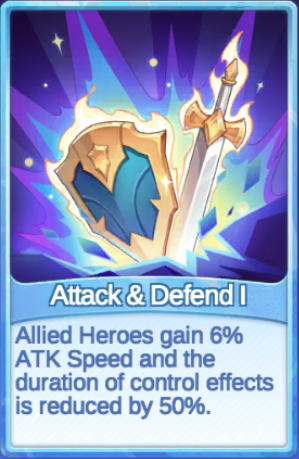 Attack & Defend I
Allied Heroes gain 6%
ATK Speed and the
duration of control effects
is reduced by 50%.